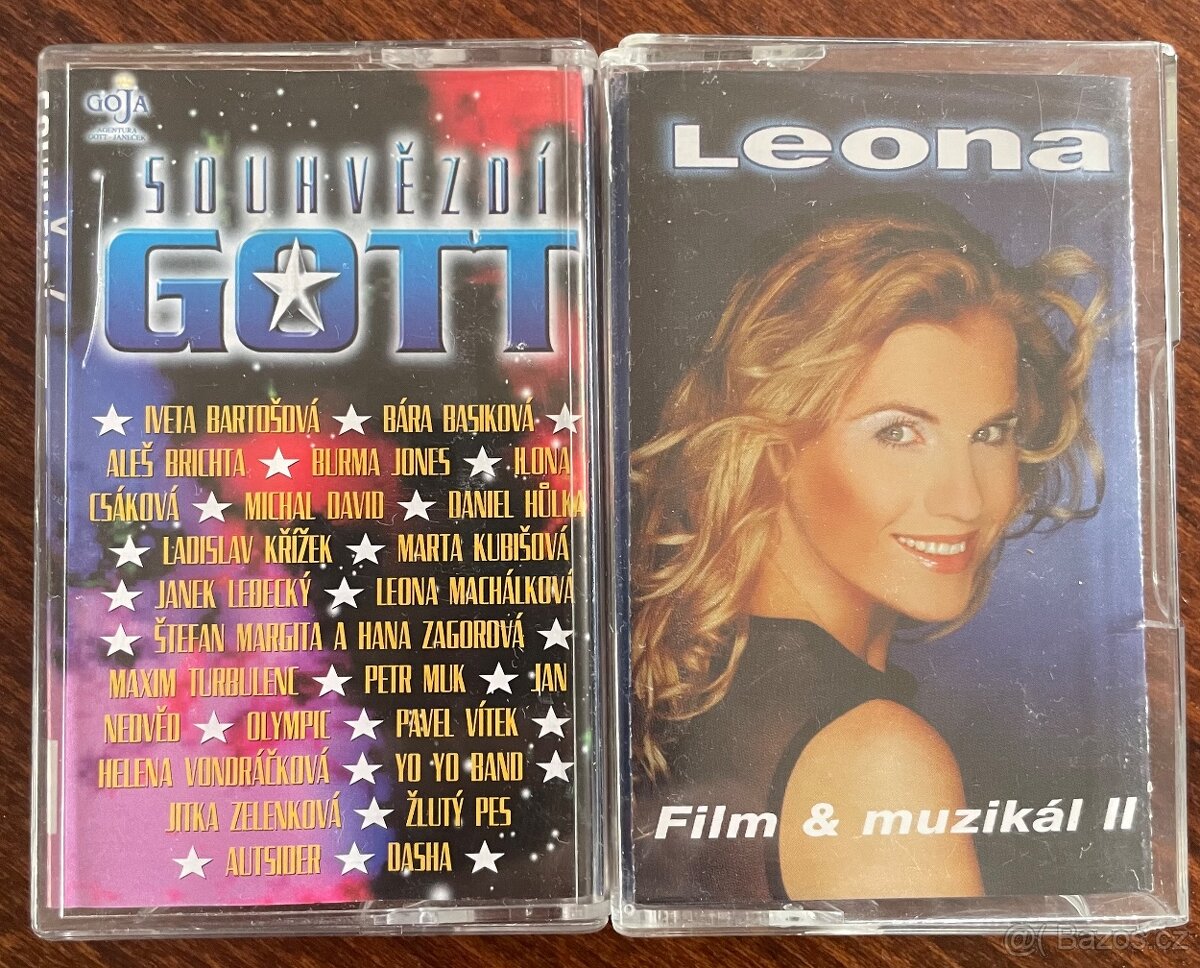 GOJA
AGENTURA
GOTT - JANEČEK
SOUHVĚZDÍ
GOTT
IVETA BARTOŠOVÁ ★ BÁRA BASIKOVÁ ★
ALEŠ BRICHTA ★ BURMA JONES ★ ILONA
CSÁKOVÁ ★ MICHAL DAVID ★ DANIEL HŮLKA
★ LADISLAV KŘÍŽEK ★ MARTA KUBIŠOVÁ
★ JANEK LEDECKÝ ★ LEONA MACHÁLKOVÁ
★ ŠTEFAN MARGITA A HANA ZAGOROVÁ ★
MAXIM TURBULENC ★ PETR MUK ★ JAN
NEDVĚD ★ OLYMPIC ★ PAVEL VÍTEK ★
HELENA VONDRÁČKOVÁ ★ YO YO BAND ★
JITKA ZELENKOVÁ ★ ŽLUTÝ PES
★ AUTSIDER ★ DASHA ★
Leona
Film & muzikál II
@( Bazoš.cz